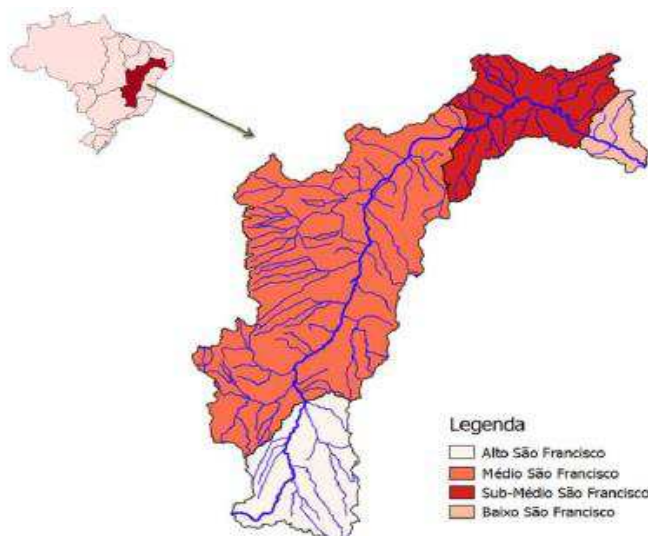 Legenda
Alto São Francisco
Médio São Francisco
Sub-Médio São Francisco
Baixo São Francisco